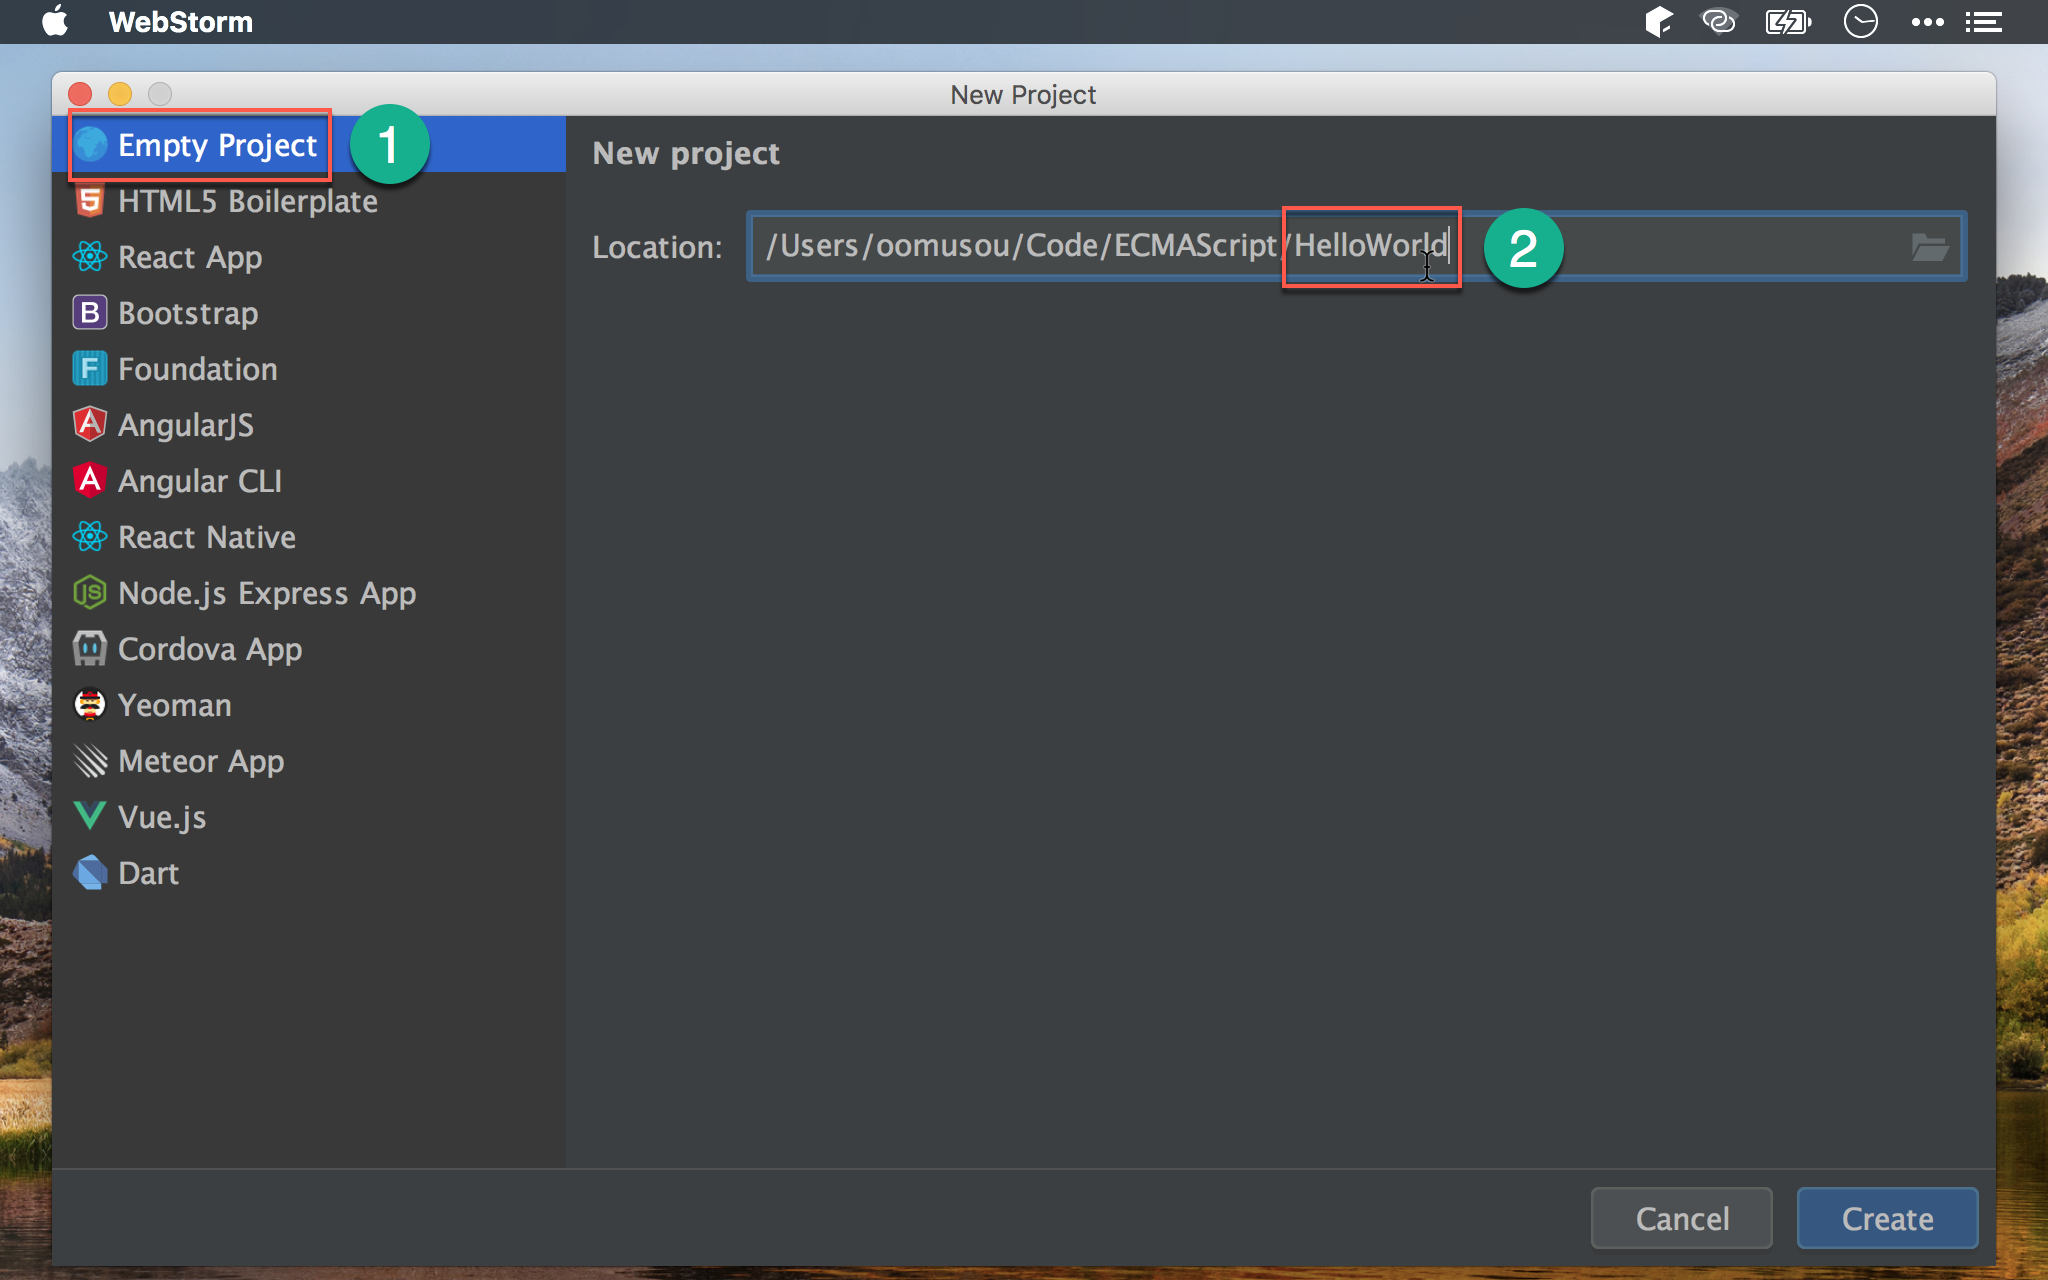 WebStorm
New Project
Empty Project
1
HTML5 Boilerplate
React App
Bootstrap
Foundation
AngularJS
Angular CLI
React Native
Node.js Express App
Cordova App
Yeoman
Meteor App
Vue.js
Dart
New project
Location: /Users/oomusou/Code/ECMAScript/HelloWorld
2
Cancel
Create